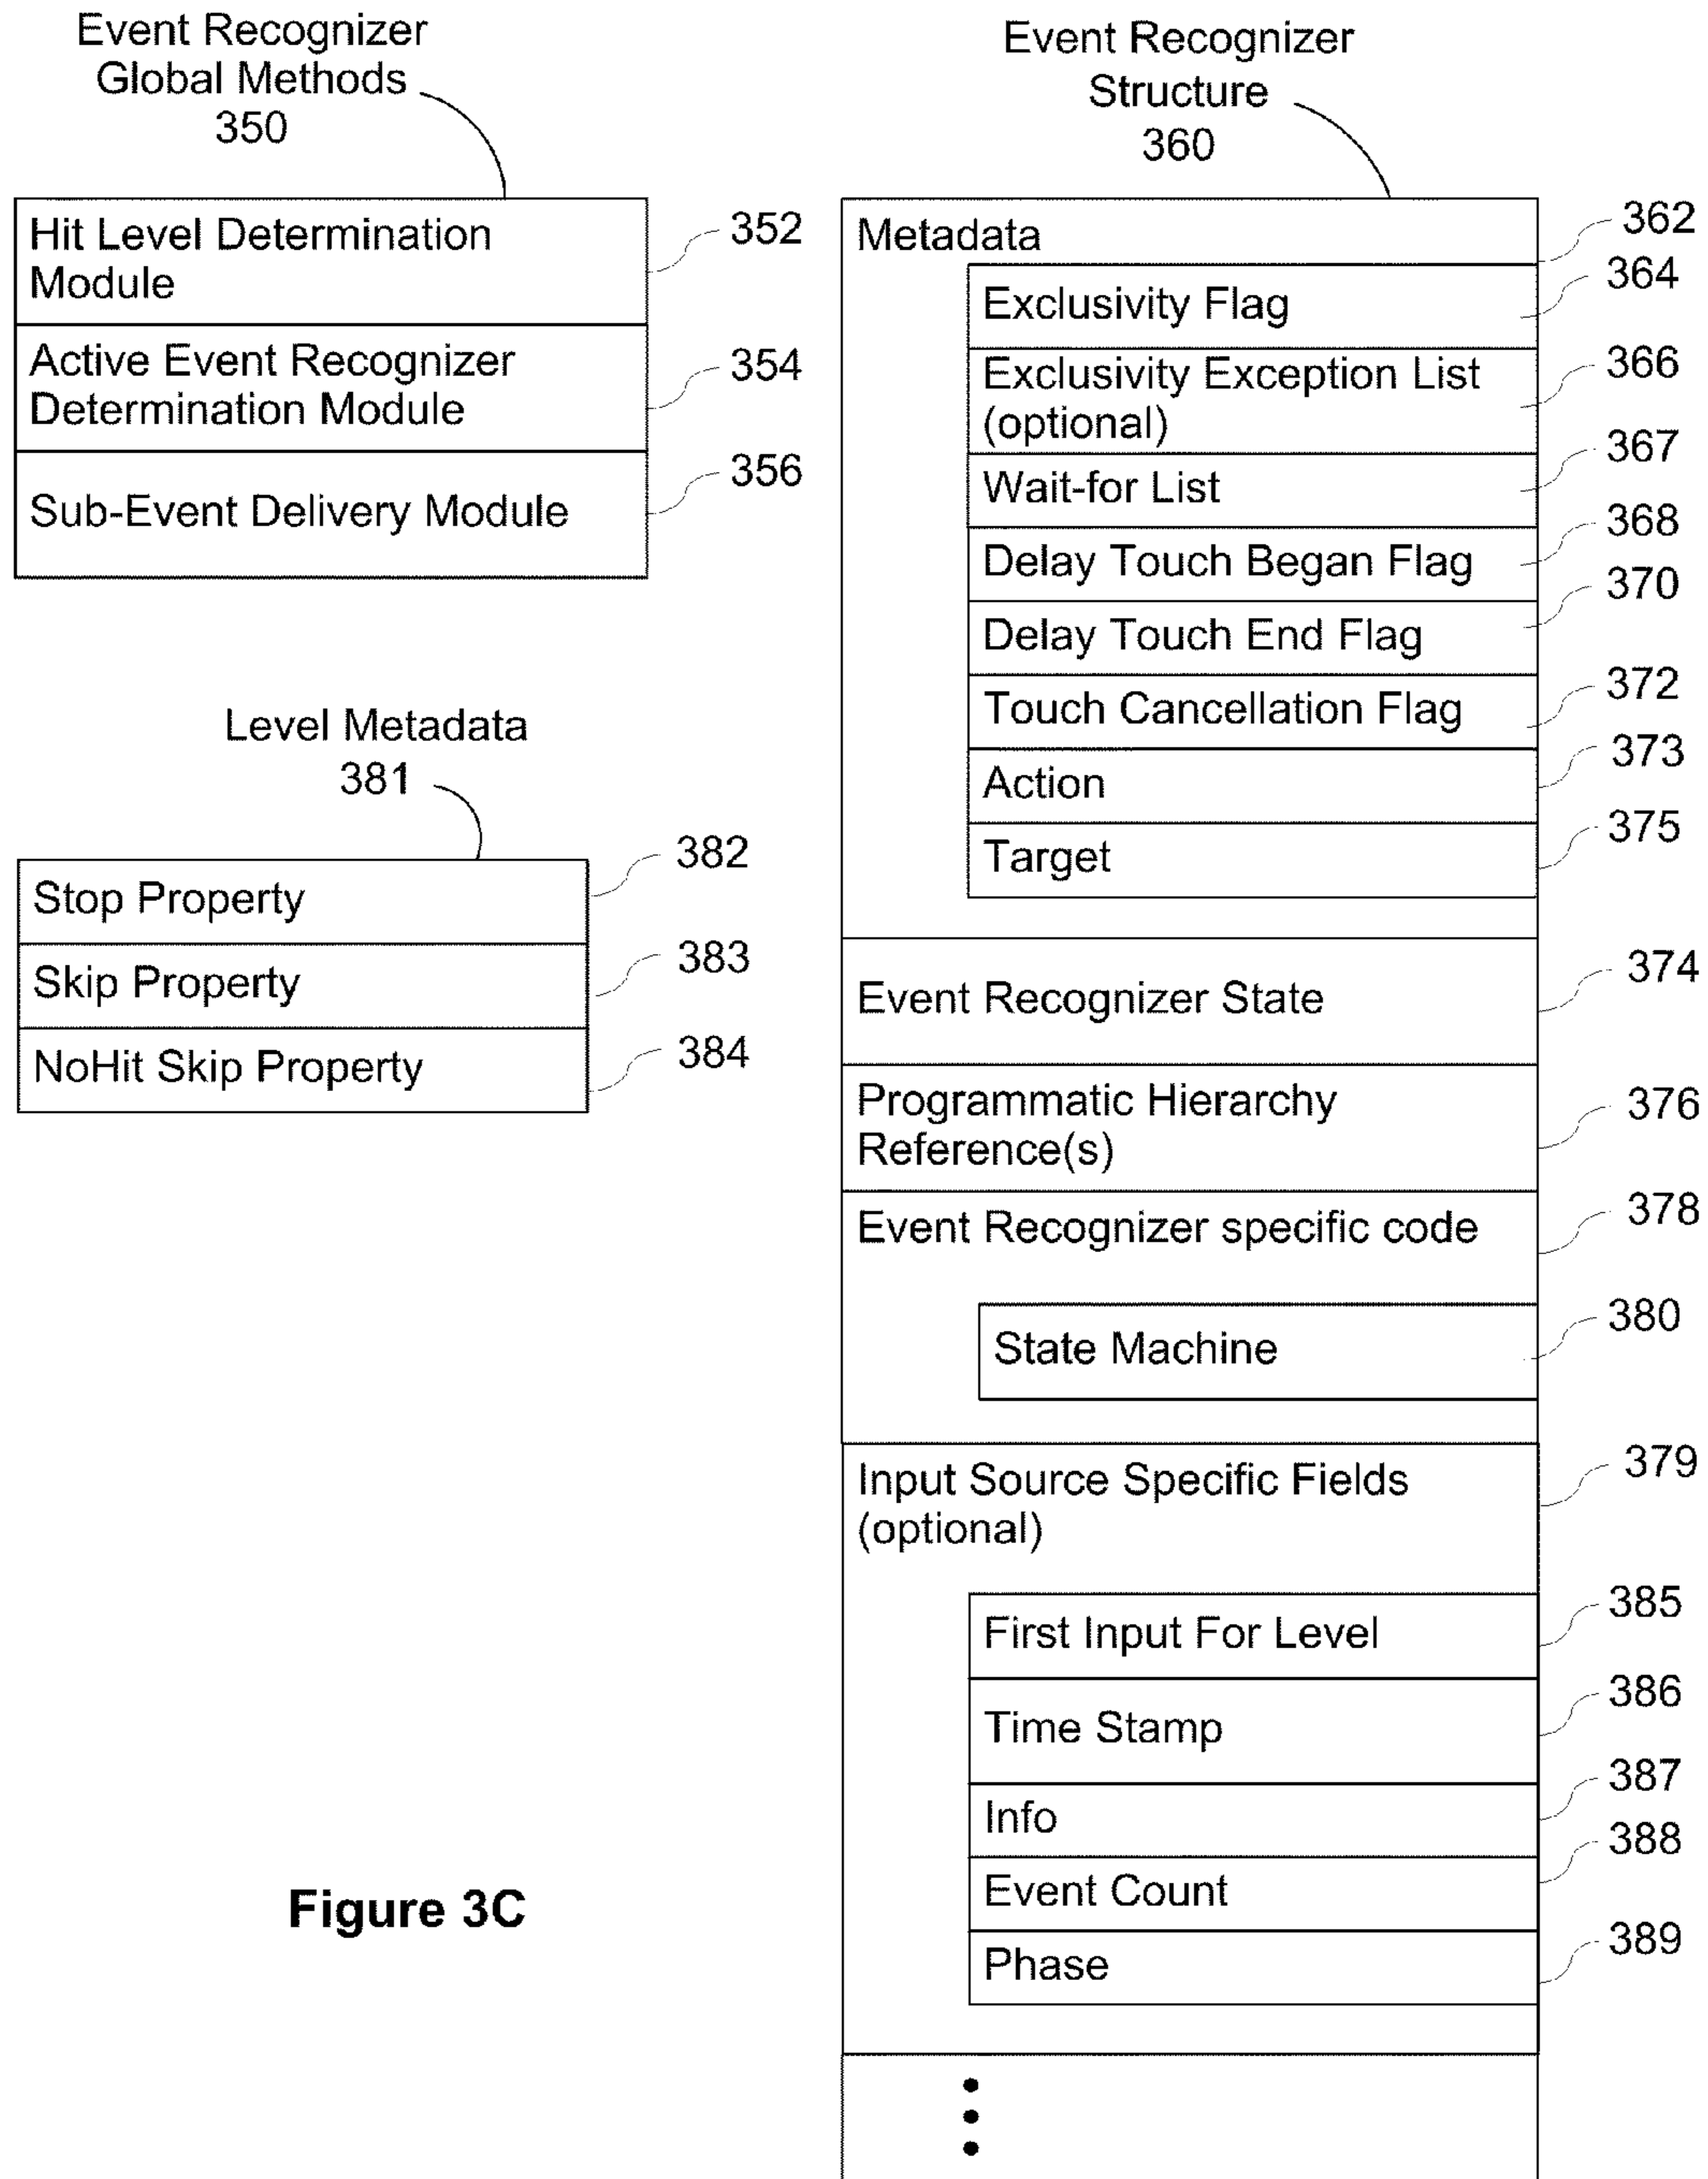 Event Recognizer
Global Methods
350
Hit Level Determination
Module
352
Active Event Recognizer
Determination Module
354
Sub-Event Delivery Module
356
Level Metadata
381
Stop Property
382
Skip Property
383
NoHit Skip Property
384
Figure 3C
Event Recognizer
Structure
360
Metadata
362
Exclusivity Flag
364
Exclusivity Exception List
(optional)
366
Wait-for List
367
Delay Touch Began Flag
368
Delay Touch End Flag
370
Touch Cancellation Flag
372
Action
373
Target
375
Event Recognizer State
374
Programmatic Hierarchy
Reference(s)
376
Event Recognizer specific code
378
State Machine
380
Input Source Specific Fields
(optional)
379
First Input For Level
385
Time Stamp
386
Info
387
Event Count
388
Phase
389